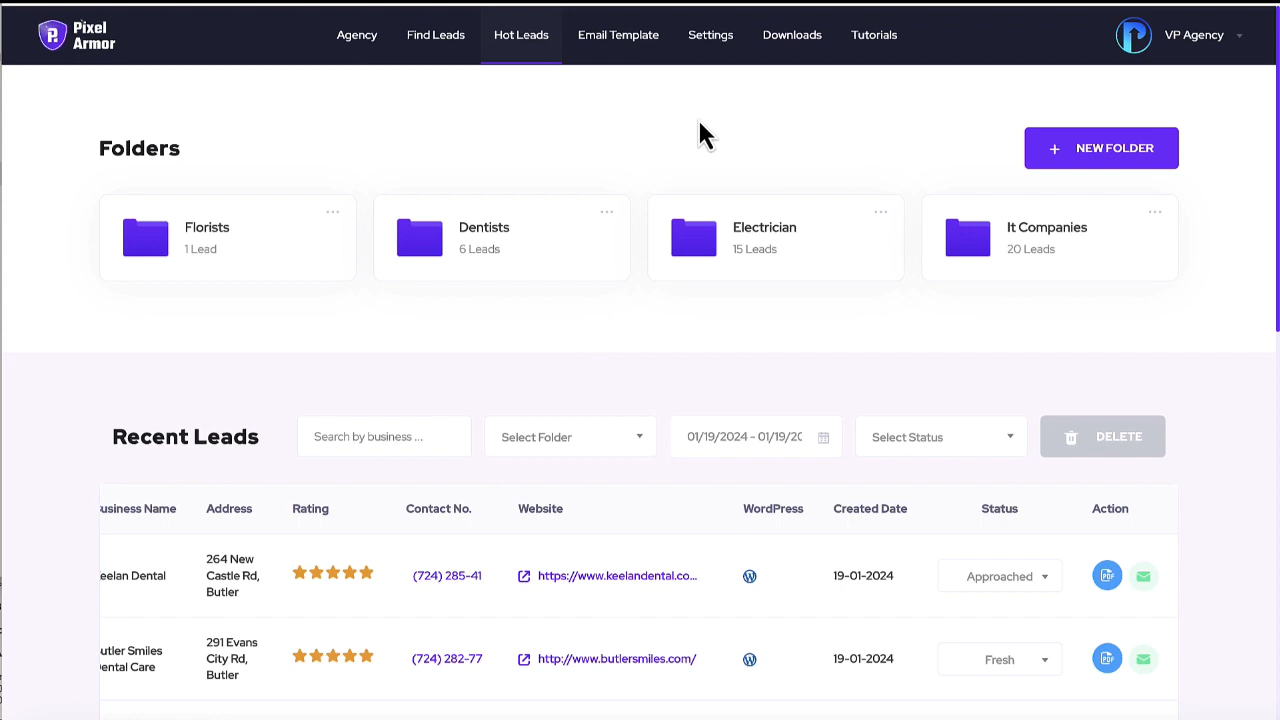 Pixel
Armor
Agency
Find Leads
Hot Leads
Email Template
Settings
Downloads
Tutorials
VP Agency
Folders
+ NEW FOLDER
Florists
1 Lead
Dentists
6 Leads
Electrician
15 Leads
It Companies
20 Leads
Recent Leads
Search by business ...
Select Folder
01/19/2024 - 01/19/20
Select Status
DELETE
usiness Name
Address
Rating
Contact No.
Website
WordPress
Created Date
Status
Action
eelan Dental
264 New
Castle Rd,
Butler
(724) 285-41
https://www.keelandental.co...
19-01-2024
Approached
PDF
utler Smiles
ental Care
291 Evans
City Rd,
Butler
(724) 282-77
http://www.butlersmiles.com/
19-01-2024
Fresh
PDF